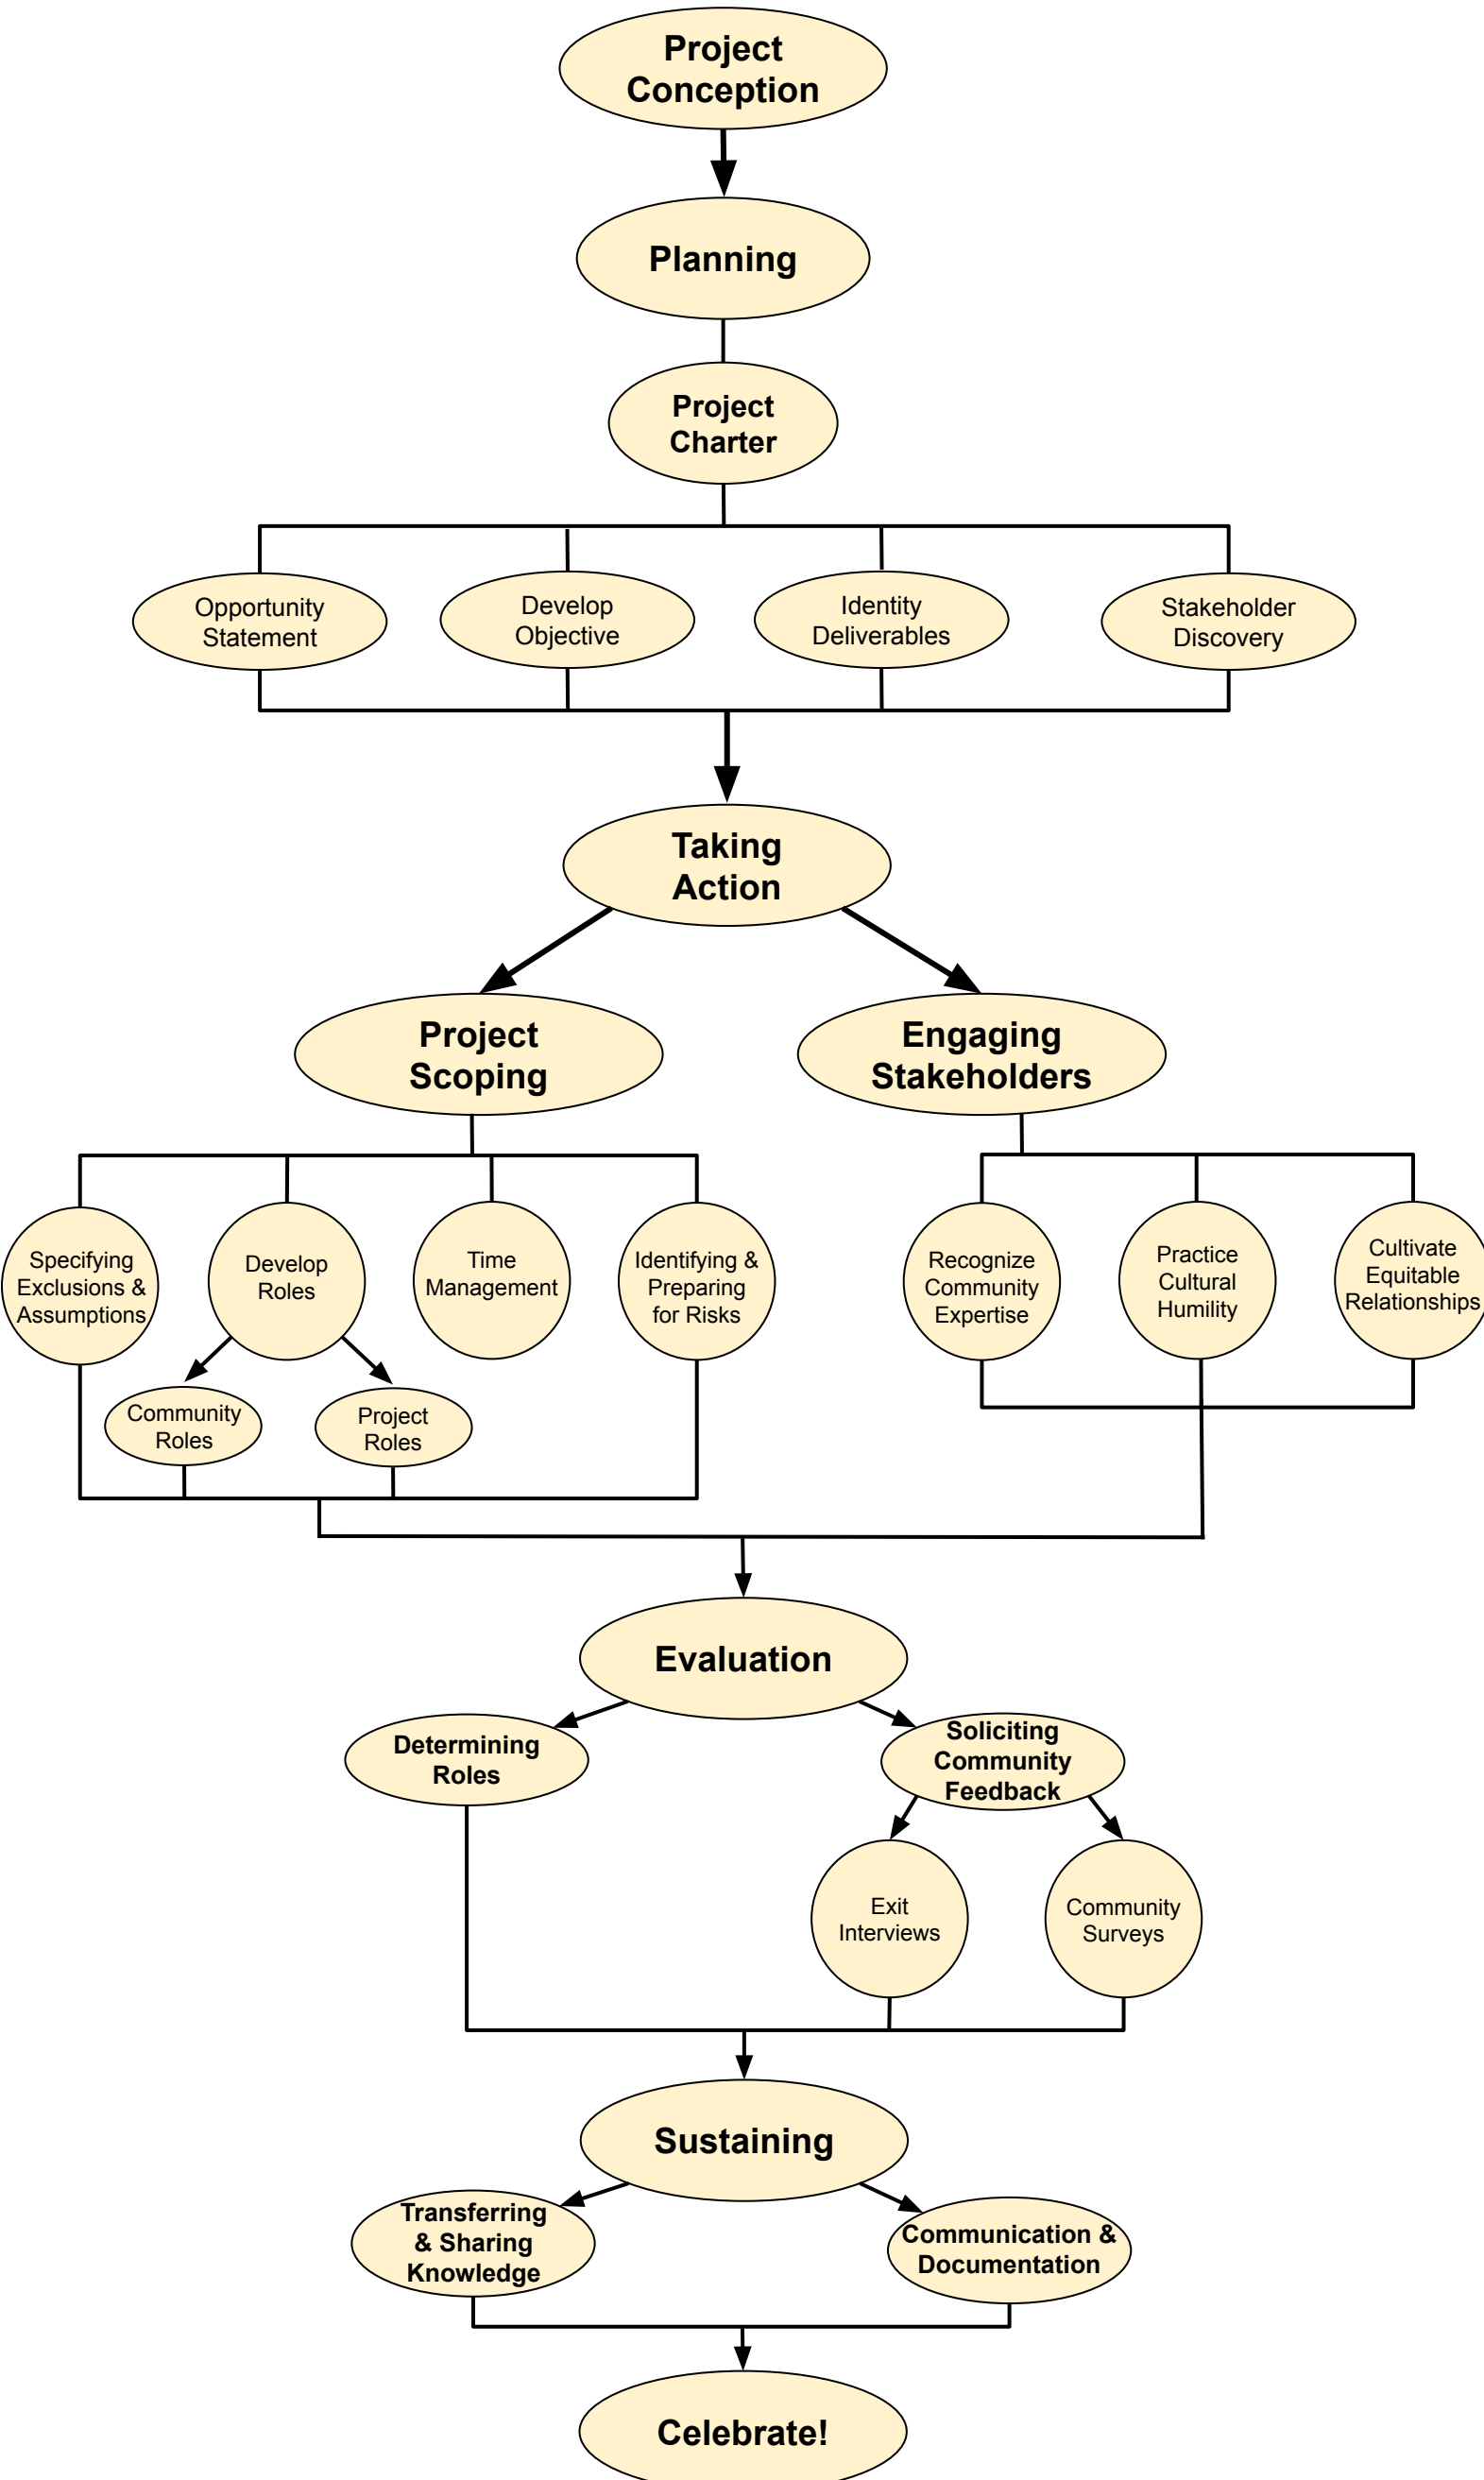 Project
Conception
Planning
Project
Charter
Opportunity
Statement
Develop
Objective
Identity
Deliverables
Stakeholder
Discovery
Taking
Action
Project
Scoping
Engaging
Stakeholders
Specifying
Exclusions &
Assumptions
Develop
Roles
Time
Management
Identifying &
Preparing
for Risks
Recognize
Community
Expertise
Practice
Cultural
Humility
Cultivate
Equitable
Relationships
Community
Roles
Project
Roles
Evaluation
Determining
Roles
Soliciting
Community
Feedback
Exit
Interviews
Community
Surveys
Sustaining
Transferring
& Sharing
Knowledge
Communication &
Documentation
Celebrate!